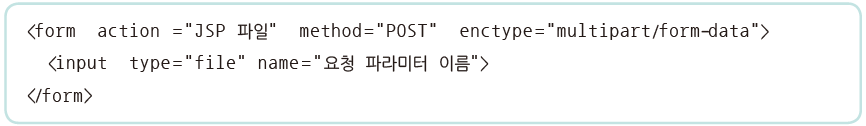 <form action ="JSP 파일" method="POST" enctype="multipart/form-data">
<input type="file" name="요청 파라미터 이름">
</form>